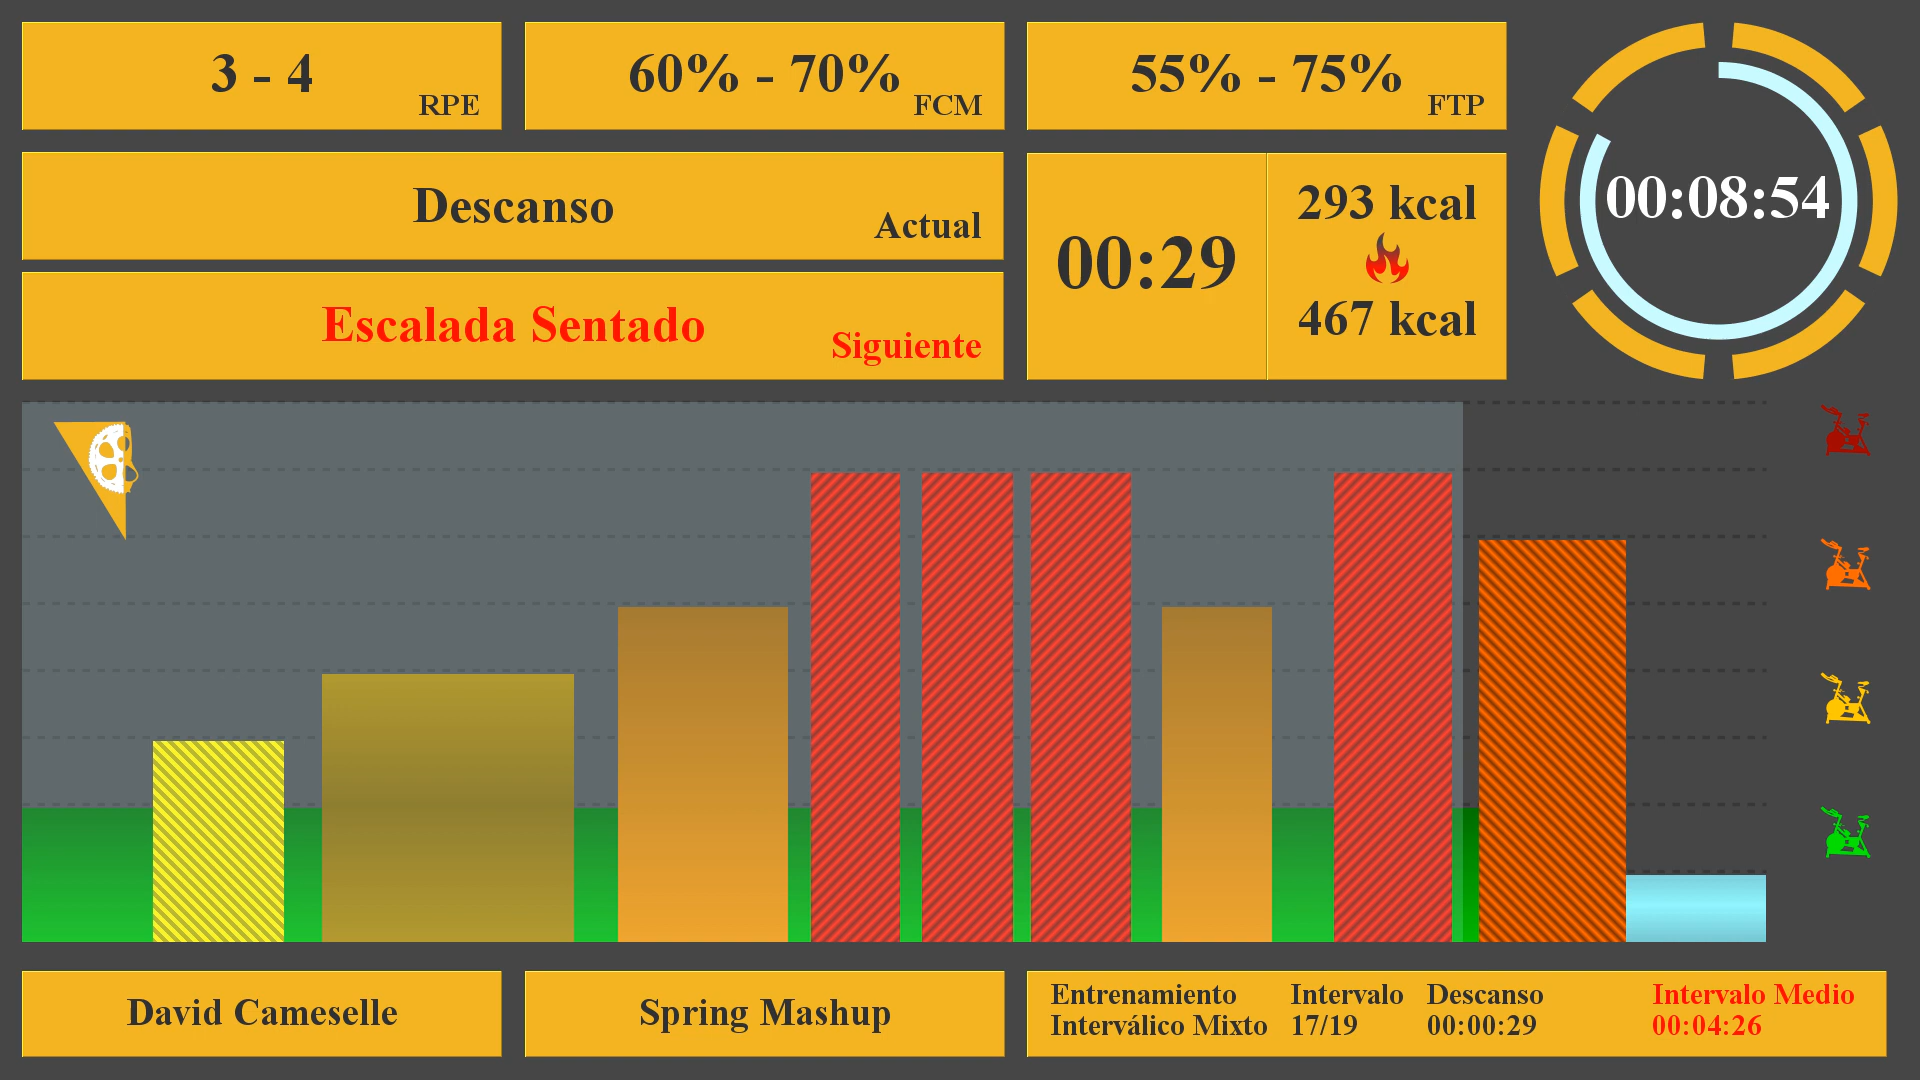 3 - 4
RPE
60% - 70%
FCM
55% - 75%
FTP
00:08:54
Descanso
Actual
Escalada Sentado
Siguiente
00:29
293 kcal
467 kcal
David Cameselle
Spring Mashup
Entrenamiento
Interválico Mixto
Intervalo
17/19
Descanso
00:00:29
Intervalo Medio
00:04:26